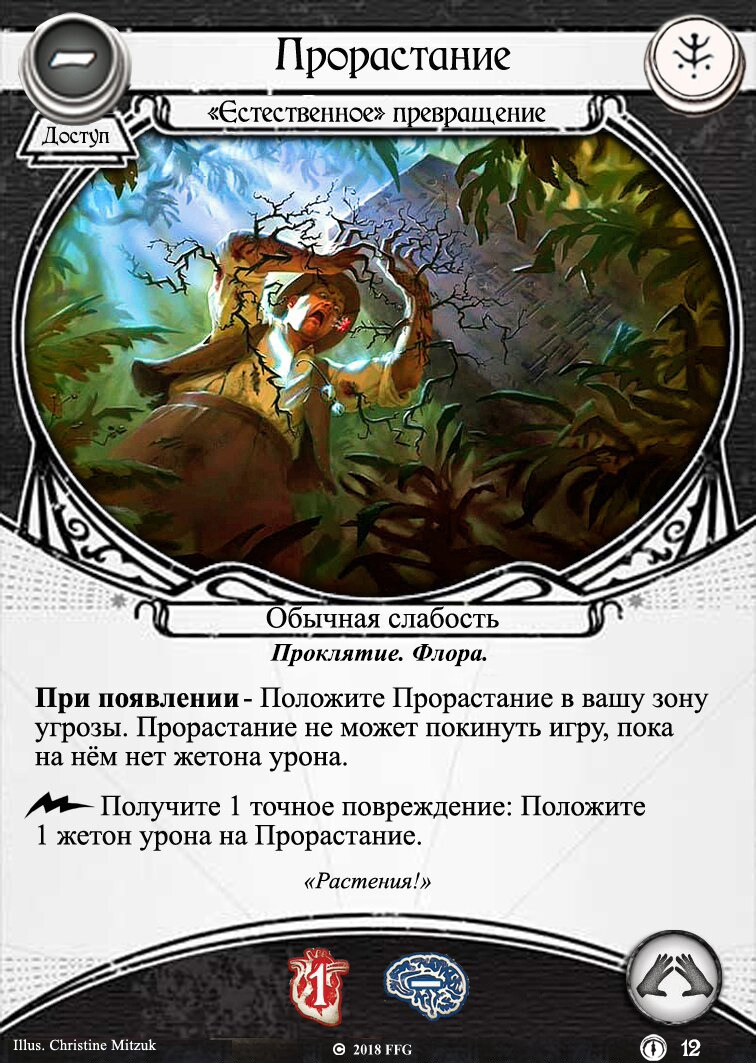 Прорастание
«Естественное» превращение
Доступ
Обычная слабость
Проклятие. Флора.
При появлении - Положите Прорастание в вашу зону
угрозы. Прорастание не может покинуть игру, пока
на нём нет жетона урона.
Получите 1 точное повреждение: Положите
1 жетон урона на Прорастание.
«Растения!»
1
Illus. Christine Mitzuk
© 2018 FFG
12